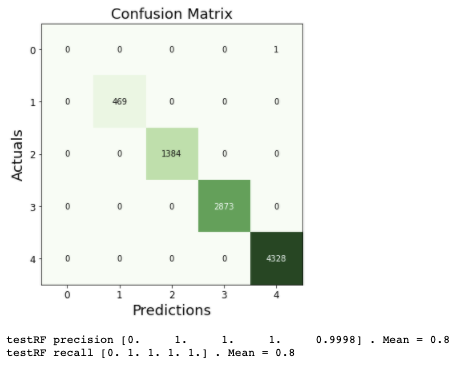 Confusion Matrix
Actuals
0 0 0 0 0 1
1 0 469 0 0 0
2 0 0 1384 0 0
3 0 0 0 2873 0
4 0 0 0 0 4328
0 1 2 3 4
Predictions
testRF precision [0. 1. 1. 1. 0.9998] . Mean = 0.8
testRF recall [0. 1. 1. 1. 1.] . Mean = 0.8